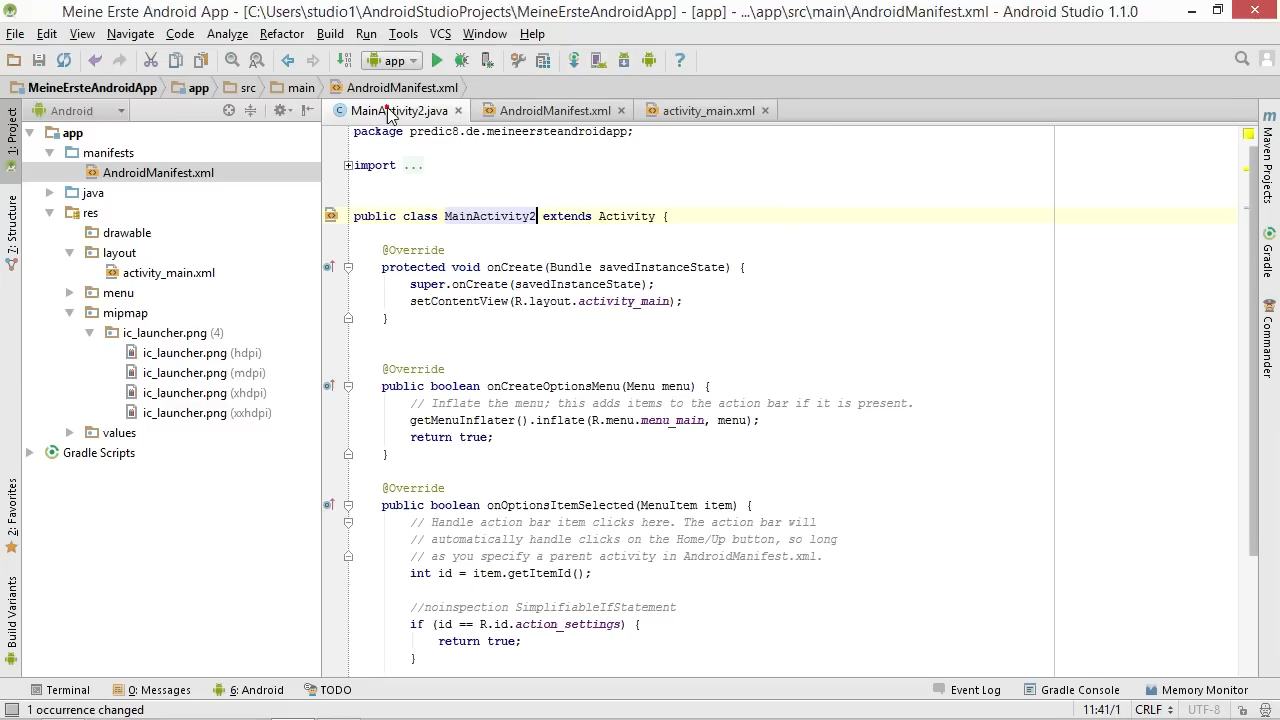 Meine Erste Android App - [C:\Users\studio1\AndroidStudioProjects\MeineErsteAndroidApp] - [app] - ...\app\src\main\AndroidManifest.xml - Android Studio 1.1.0
File Edit View Navigate Code Analyze Refactor Build Run Tools VCS Window Help
app
MeineErsteAndroidApp app src main AndroidManifest.xml
Android
MainActivity2.java AndroidManifest.xml activity_main.xml
1: Project
7: Structure
2: Favorites
Build Variants
app
manifests
AndroidManifest.xml
java
res
drawable
layout
activity_main.xml
menu
mipmap
ic_launcher.png (4)
ic_launcher.png (hdpi)
ic_launcher.png (mdpi)
ic_launcher.png (xhdpi)
ic_launcher.png (xxhdpi)
values
Gradle Scripts
package predic8.de.meineersteandroidapp;
import ...
public class MainActivity2 extends Activity {
@Override
protected void onCreate(Bundle savedInstanceState) {
super.onCreate(savedInstanceState);
setContentView(R.layout.activity_main);
}
@Override
public boolean onCreateOptionsMenu(Menu menu) {
// Inflate the menu; this adds items to the action bar if it is present.
getMenuInflater().inflate(R.menu.menu_main, menu);
return true;
}
@Override
public boolean onOptionsItemSelected(MenuItem item) {
// Handle action bar item clicks here. The action bar will
// automatically handle clicks on the Home/Up button, so long
// as you specify a parent activity in AndroidManifest.xml.
int id = item.getItemId();
//noinspection SimplifiableIfStatement
if (id == R.id.action_settings) {
return true;
}
Maven Projects
Gradle
Commander
Terminal 0: Messages 6: Android TODO Event Log Gradle Console Memory Monitor
1 occurrence changed 11:41/1 CRLF UTF-8